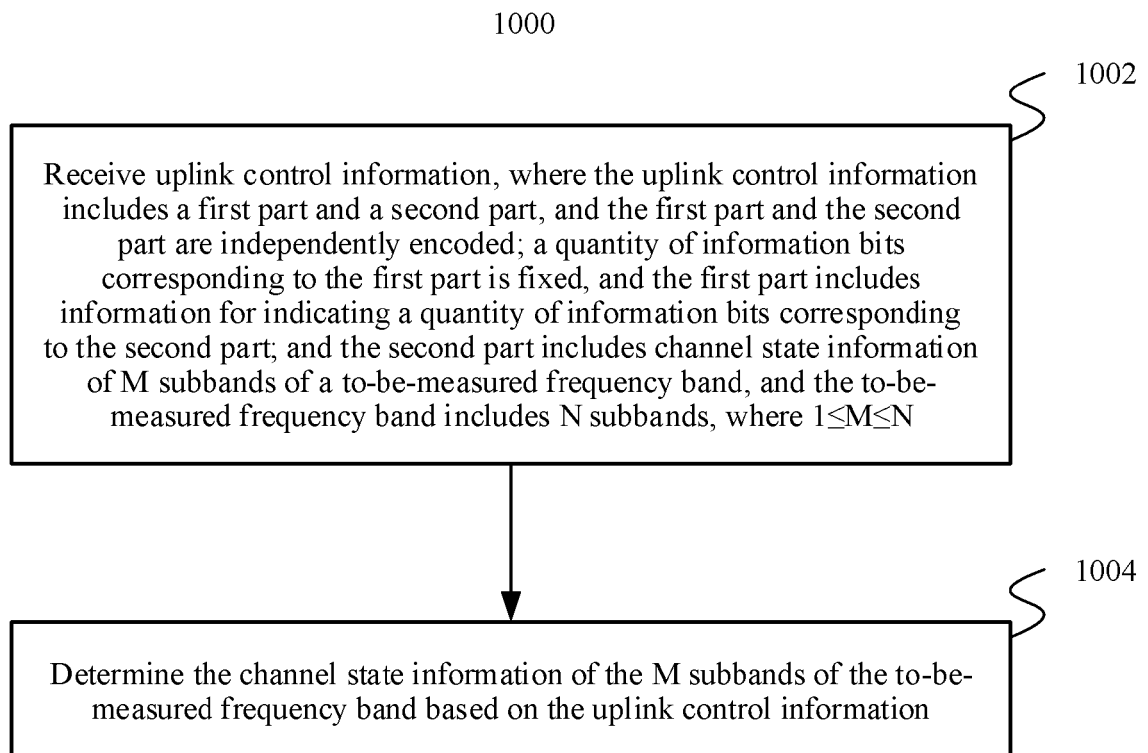 1000
1002
Receive uplink control information, where the uplink control information
includes a first part and a second part, and the first part and the second
part are independently encoded; a quantity of information bits
corresponding to the first part is fixed, and the first part includes
information for indicating a quantity of information bits corresponding
to the second part; and the second part includes channel state information
of M subbands of a to-be-measured frequency band, and the to-be-
measured frequency band includes N subbands, where 1≤M≤N
1004
Determine the channel state information of the M subbands of the to-be-
measured frequency band based on the uplink control information